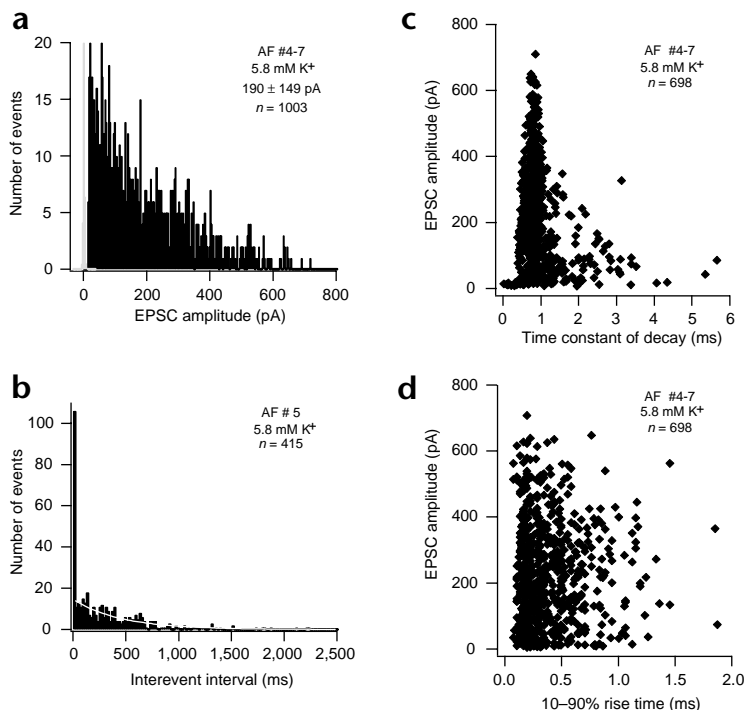 a
20
15
10
5
0
Number of events
0
200
400
600
800
EPSC amplitude (pA)
AF #4-7
5.8 mM K+
190 ± 149 pA
n = 1003
b
100
80
60
40
20
0
Number of events
0
500
1,000
1,500
2,000
2,500
Interevent interval (ms)
AF # 5
5.8 mM K+
n = 415
c
800
600
400
200
0
EPSC amplitude (pA)
0
1
2
3
4
5
6
Time constant of decay (ms)
AF #4-7
5.8 mM K+
n = 698
d
800
600
400
200
0
EPSC amplitude (pA)
0.0
0.5
1.0
1.5
2.0
10–90% rise time (ms)
AF #4-7
5.8 mM K+
n = 698